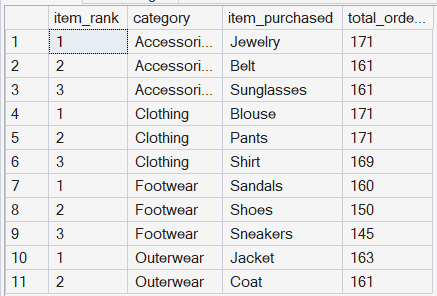 item_rank category item_purchased total_orde...
1 1 Accessori... Jewelry 171
2 2 Accessori... Belt 161
3 3 Accessori... Sunglasses 161
4 1 Clothing Blouse 171
5 2 Clothing Pants 171
6 3 Clothing Shirt 169
7 1 Footwear Sandals 160
8 2 Footwear Shoes 150
9 3 Footwear Sneakers 145
10 1 Outerwear Jacket 163
11 2 Outerwear Coat 161